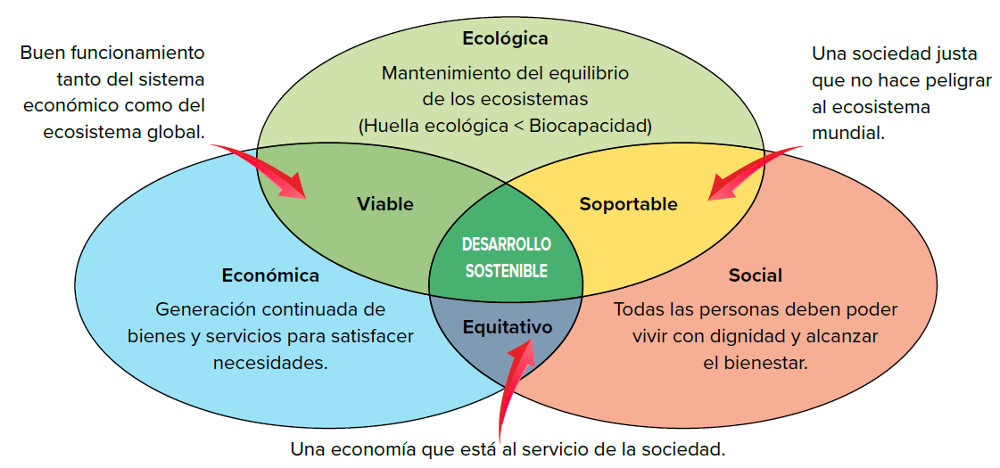 Buen funcionamiento
tanto del sistema
económico como del
ecosistema global.
Ecológica
Mantenimiento del equilibrio
de los ecosistemas
(Huella ecológica < Biocapacidad)
Una sociedad justa
que no hace peligrar
al ecosistema
mundial.
Viable
Soportable
DESARROLLO
SOSTENIBLE
Económica
Generación continuada de
bienes y servicios para satisfacer
necesidades.
Equitativo
Social
Todas las personas deben poder
vivir con dignidad y alcanzar
el bienestar.
Una economía que está al servicio de la sociedad.